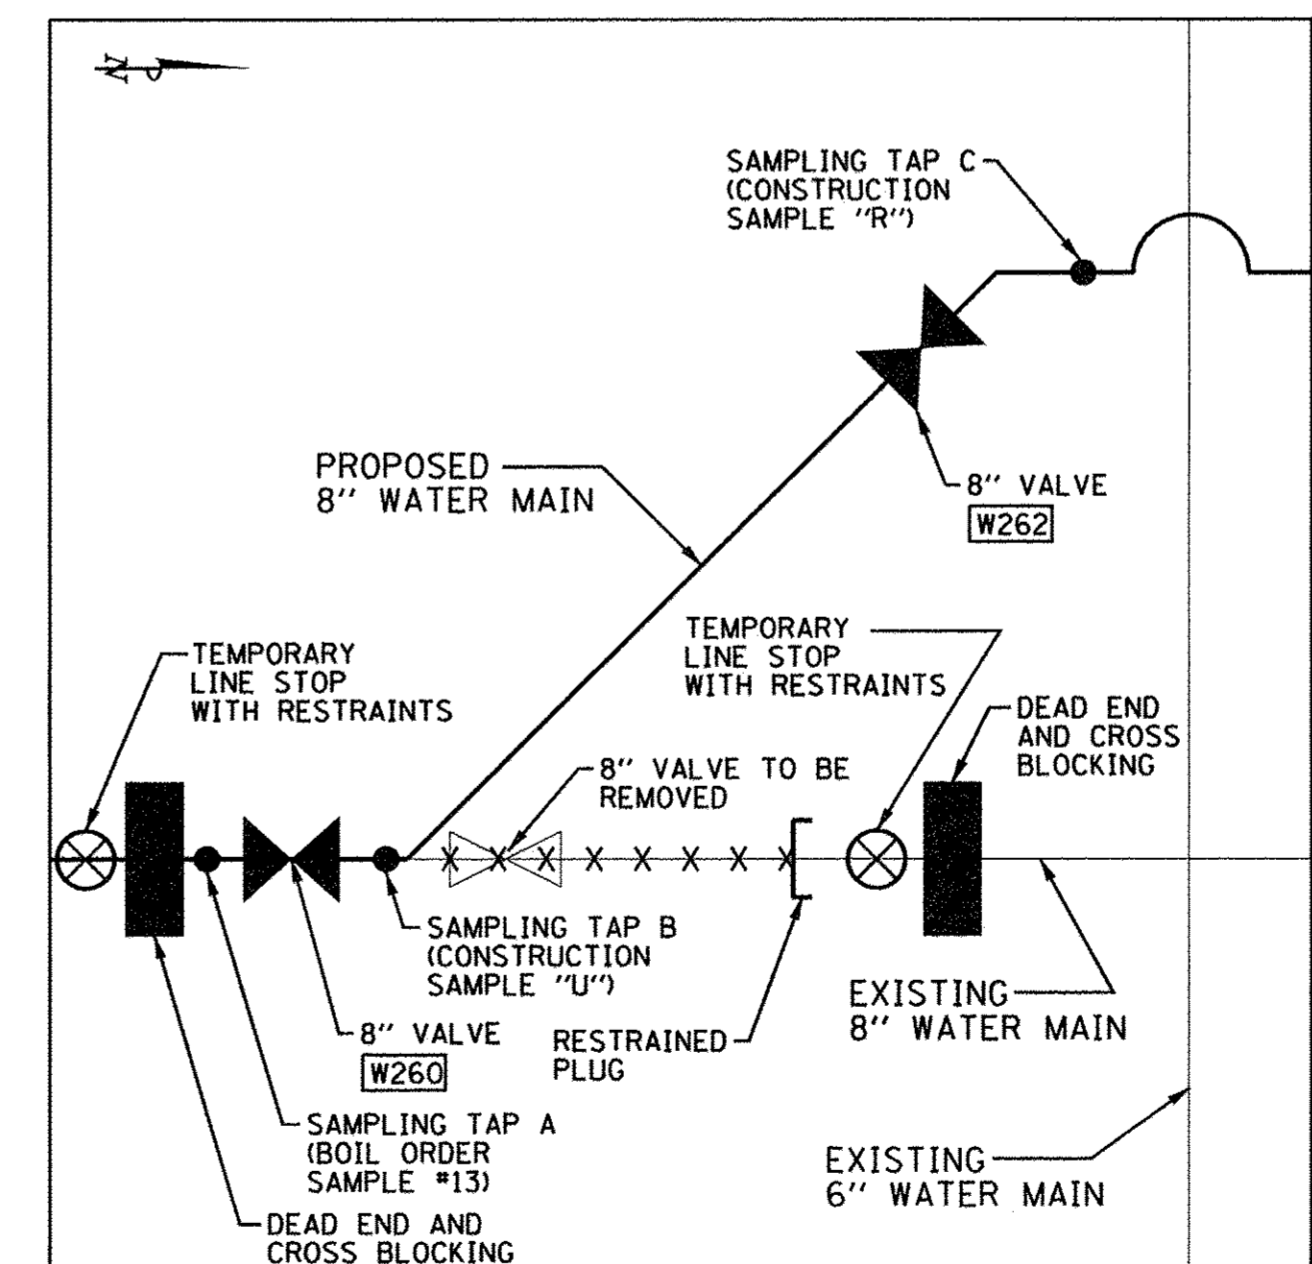 N
SAMPLING TAP C
(CONSTRUCTION
SAMPLE "R")
PROPOSED
8" WATER MAIN
8" VALVE
W262
TEMPORARY
LINE STOP
WITH RESTRAINTS
TEMPORARY
LINE STOP
WITH RESTRAINTS
DEAD END
AND CROSS
BLOCKING
8" VALVE TO BE
REMOVED
SAMPLING TAP B
(CONSTRUCTION
SAMPLE "U")
8" VALVE
W260
RESTRAINED
PLUG
EXISTING
8" WATER MAIN
SAMPLING TAP A
(BOIL ORDER
SAMPLE #13)
EXISTING
6" WATER MAIN
DEAD END AND
CROSS BLOCKING